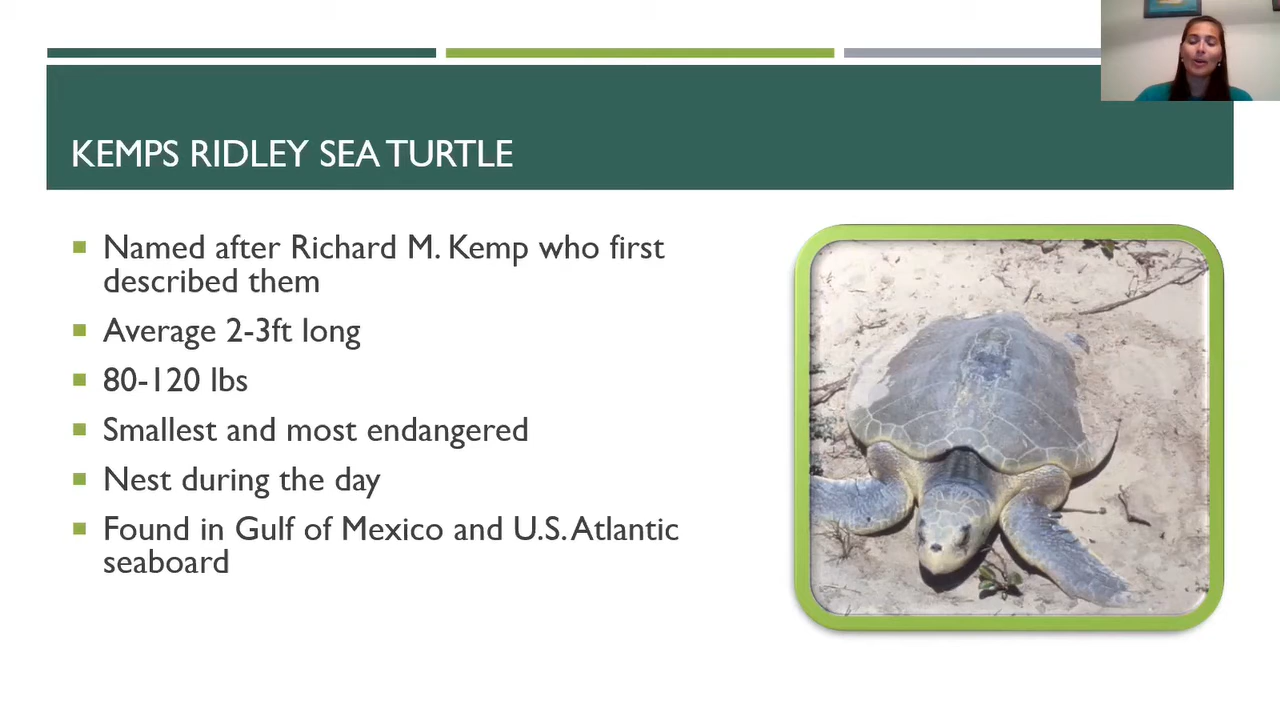 KEMPS RIDLEY SEA TURTLE
Named after Richard M. Kemp who first
described them
Average 2-3ft long
80-120 lbs
Smallest and most endangered
Nest during the day
Found in Gulf of Mexico and U.S. Atlantic
seaboard